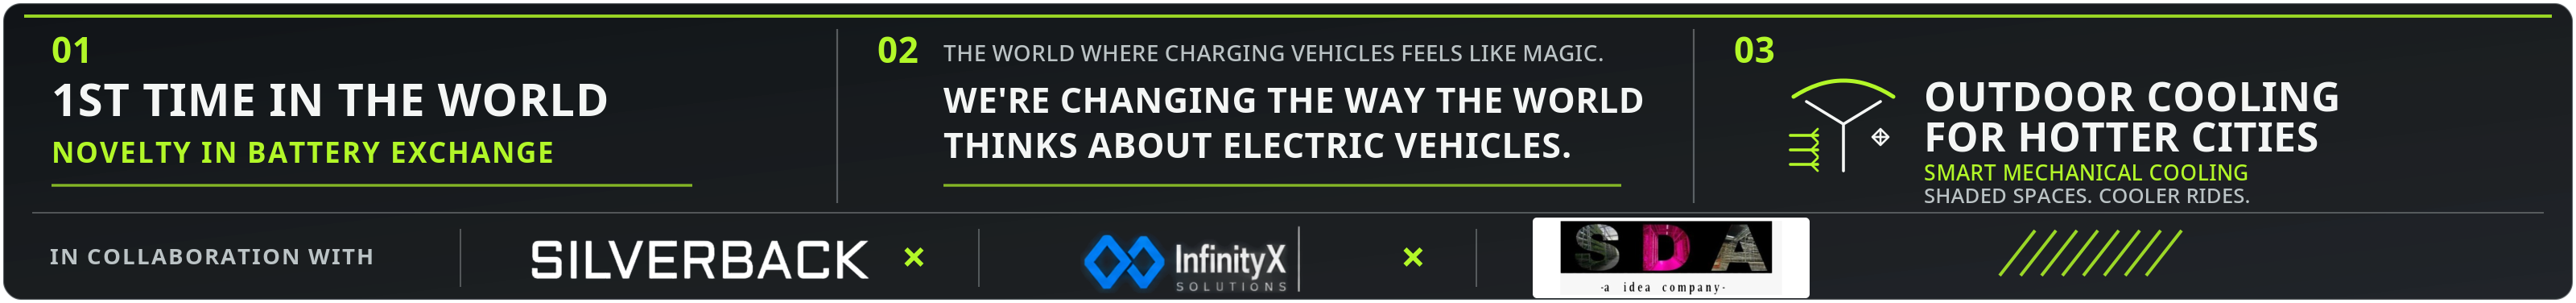 01
1ST TIME IN THE WORLD
NOVELTY IN BATTERY EXCHANGE
02
THE WORLD WHERE CHARGING VEHICLES FEELS LIKE MAGIC.
WE'RE CHANGING THE WAY THE WORLD
THINKS ABOUT ELECTRIC VEHICLES.
03
OUTDOOR COOLING
FOR HOTTER CITIES
SMART MECHANICAL COOLING
SHADED SPACES. COOLER RIDES.
IN COLLABORATION WITH
SILVERBACK
×
InfinityX
SOLUTIONS
×
SDA
-a idea company-